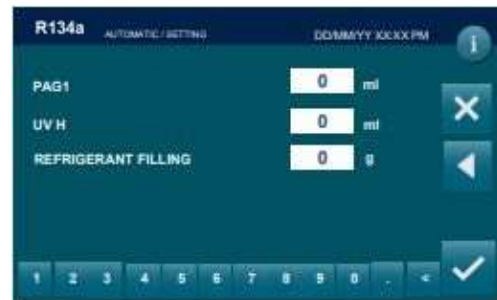 R134a AUTOMATIC / SETTING DD/MM/YY XX:XX PM i
PAG1 0 ml
UV H 0 ml
REFRIGERANT FILLING 0 g
1 2 3 4 5 6 7 8 9 0 . <